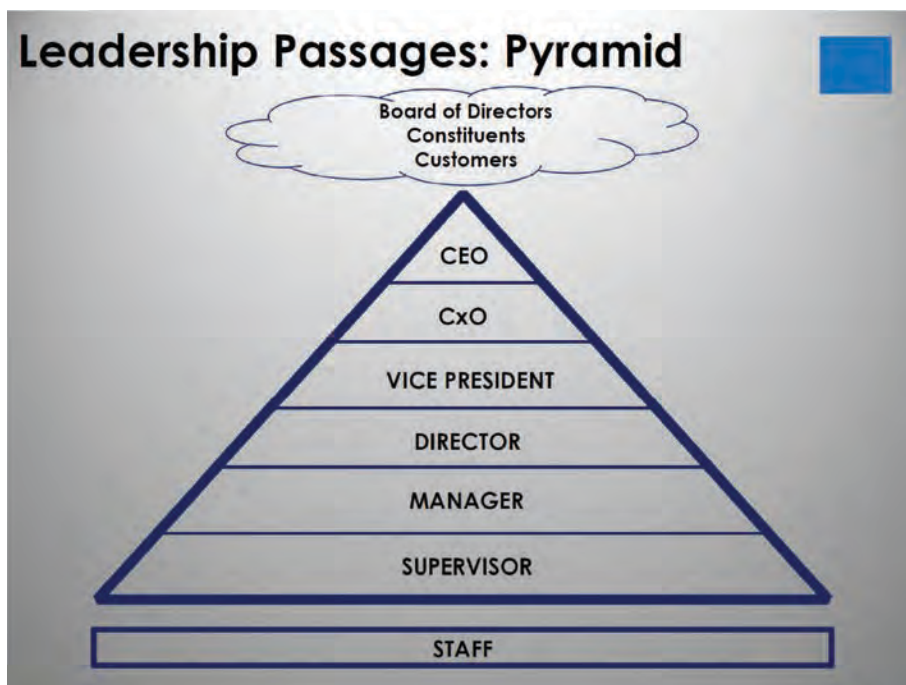 Leadership Passages: Pyramid
Board of Directors
Constituents
Customers
CEO
CxO
VICE PRESIDENT
DIRECTOR
MANAGER
SUPERVISOR
STAFF